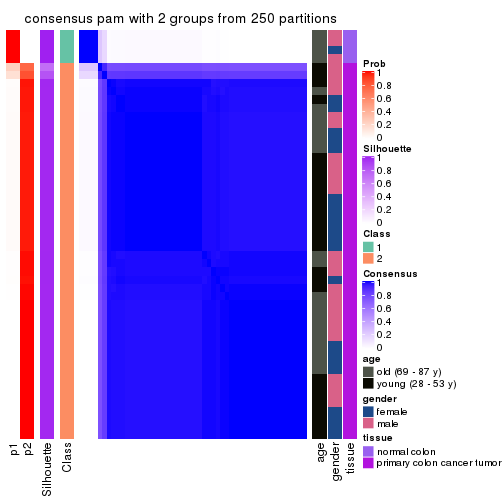 consensus pam with 2 groups from 250 partitions
Prob
1
0.8
0.6
0.4
0.2
0
Silhouette
1
0.8
0.6
0.4
0.2
0
Class
1
2
Consensus
1
0.8
0.6
0.4
0.2
0
age
old (69 - 87 y)
young (28 - 53 y)
gender
female
male
tissue
normal colon
primary colon cancer tumor
p1
p2
Silhouette
Class
age
gender
tissue